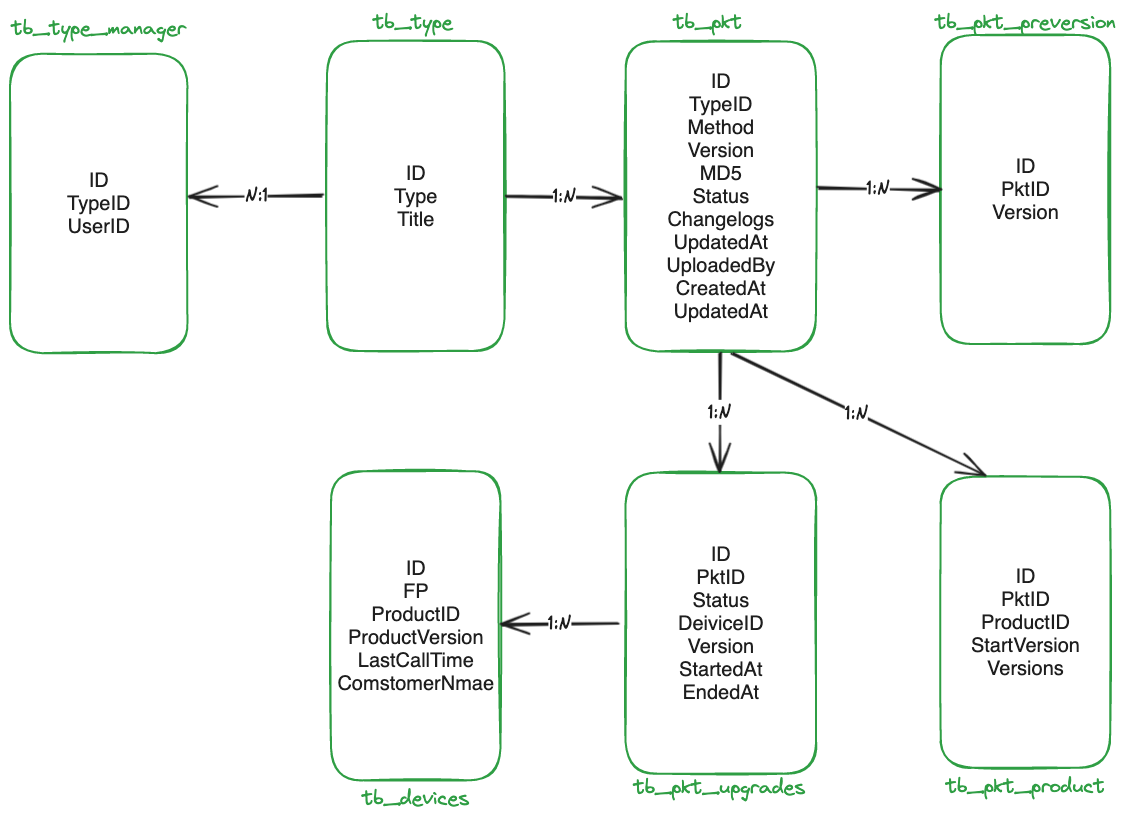 tb_type_manager
ID
TypeID
UserID
N:1
tb_type
ID
Type
Title
1:N
tb_pkt
ID
TypeID
Method
Version
MD5
Status
Changelogs
UpdatedAt
UploadedBy
CreatedAt
UpdatedAt
1:N
tb_pkt_preversion
ID
PktID
Version
1:N
1:N
ID
FP
ProductID
ProductVersion
LastCallTime
ComstomerNmae
tb_devices
1:N
ID
PktID
Status
DeiviceID
Version
StartedAt
EndedAt
tb_pkt_upgrades
ID
PktID
ProductID
StartVersion
Versions
tb_pkt_product